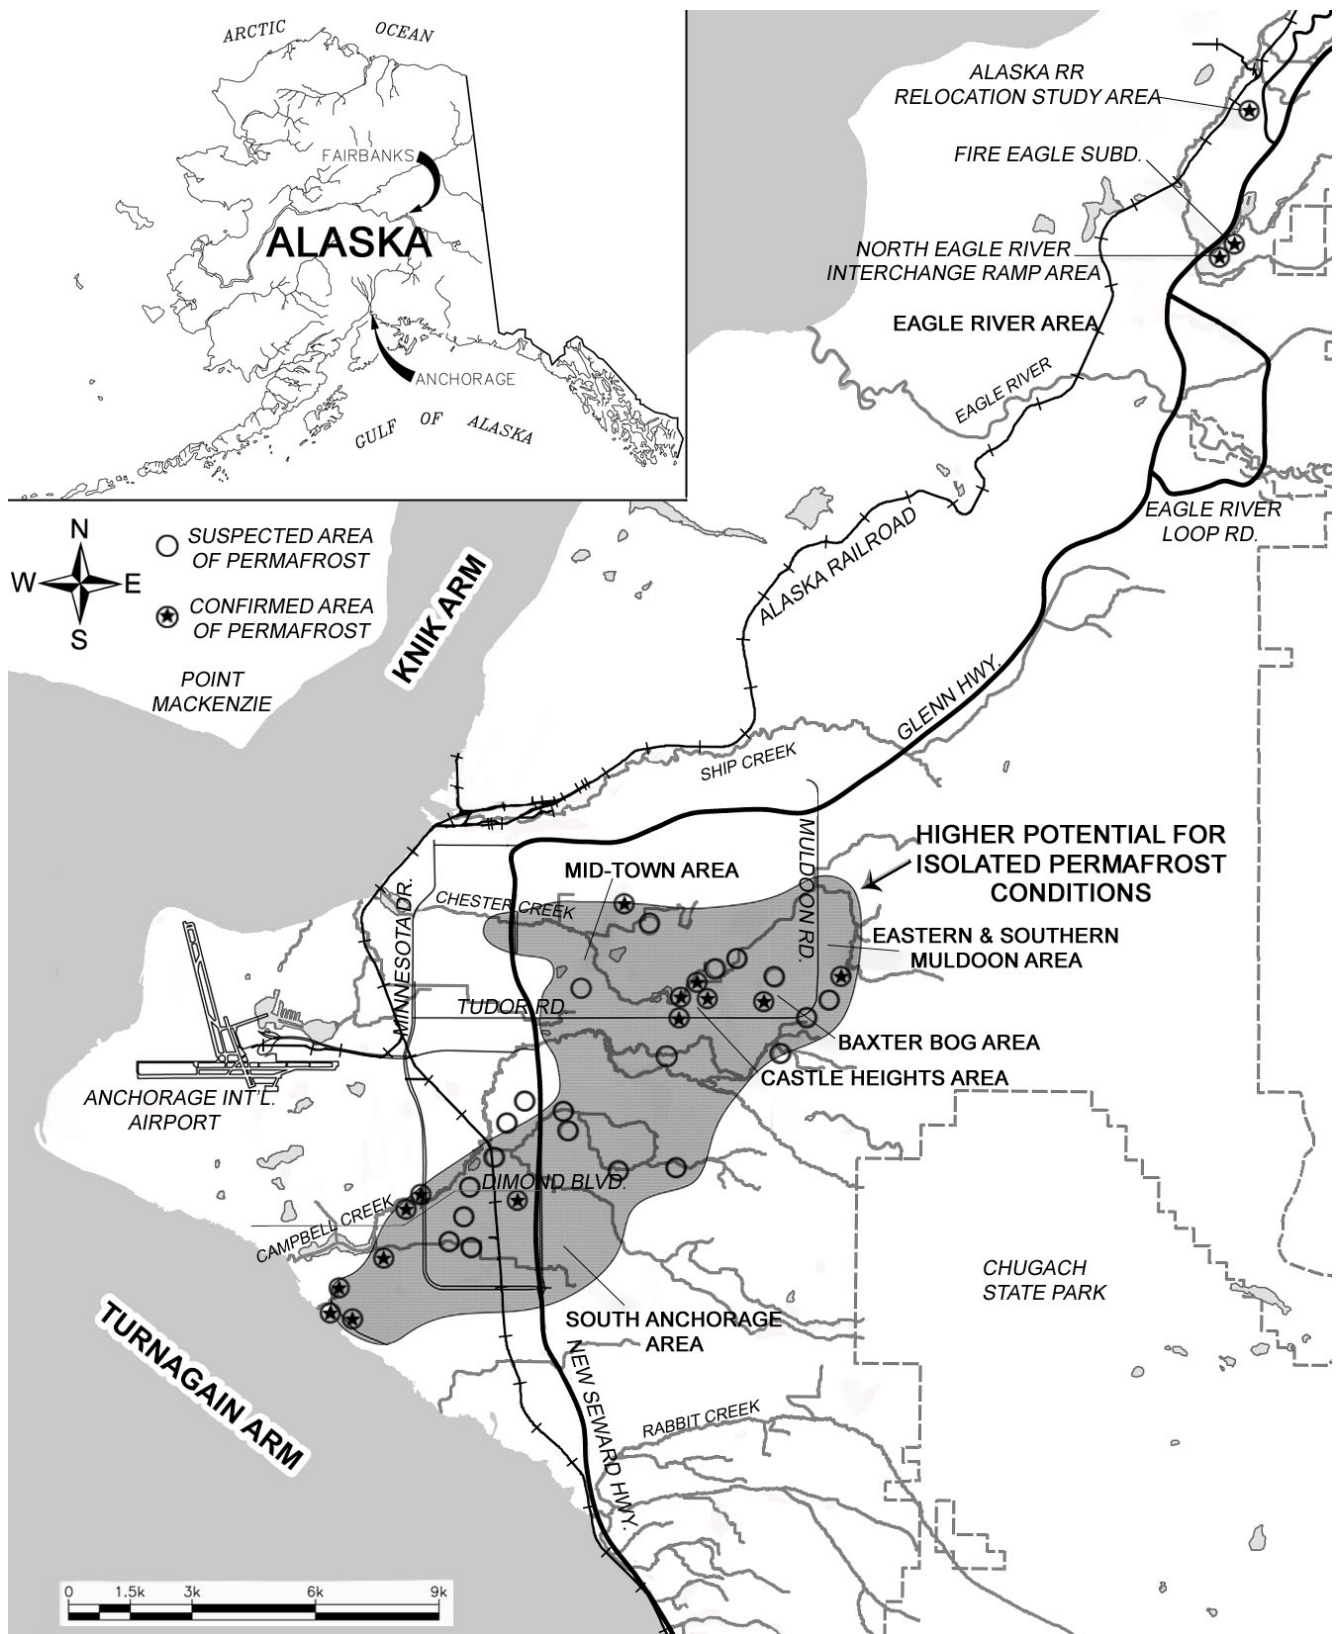 ARCTIC OCEAN
FAIRBANKS
ALASKA
ANCHORAGE
GULF OF ALASKA
ALASKA RR
RELOCATION STUDY AREA
FIRE EAGLE SUBD.
NORTH EAGLE RIVER
INTERCHANGE RAMP AREA
EAGLE RIVER AREA
EAGLE RIVER
EAGLE RIVER
LOOP RD.
ALASKA RAILROAD
GLENN HWY.
N
W
E
S
SUSPECTED AREA
OF PERMAFROST
CONFIRMED AREA
OF PERMAFROST
POINT
MACKENZIE
KNIK ARM
SHIP CREEK
MULDOON RD.
HIGHER POTENTIAL FOR
ISOLATED PERMAFROST
CONDITIONS
MID-TOWN AREA
CHESTER CREEK
MINNESOTA DR.
EASTERN & SOUTHERN
MULDOON AREA
TUDOR RD.
BAXTER BOG AREA
CASTLE HEIGHTS AREA
ANCHORAGE INT'L.
AIRPORT
DIMOND BLVD.
CAMPBELL CREEK
CHUGACH
STATE PARK
SOUTH ANCHORAGE
AREA
TURNAGAIN ARM
NEW SEWARD HWY.
RABBIT CREEK
0 1.5k 3k 6k 9k